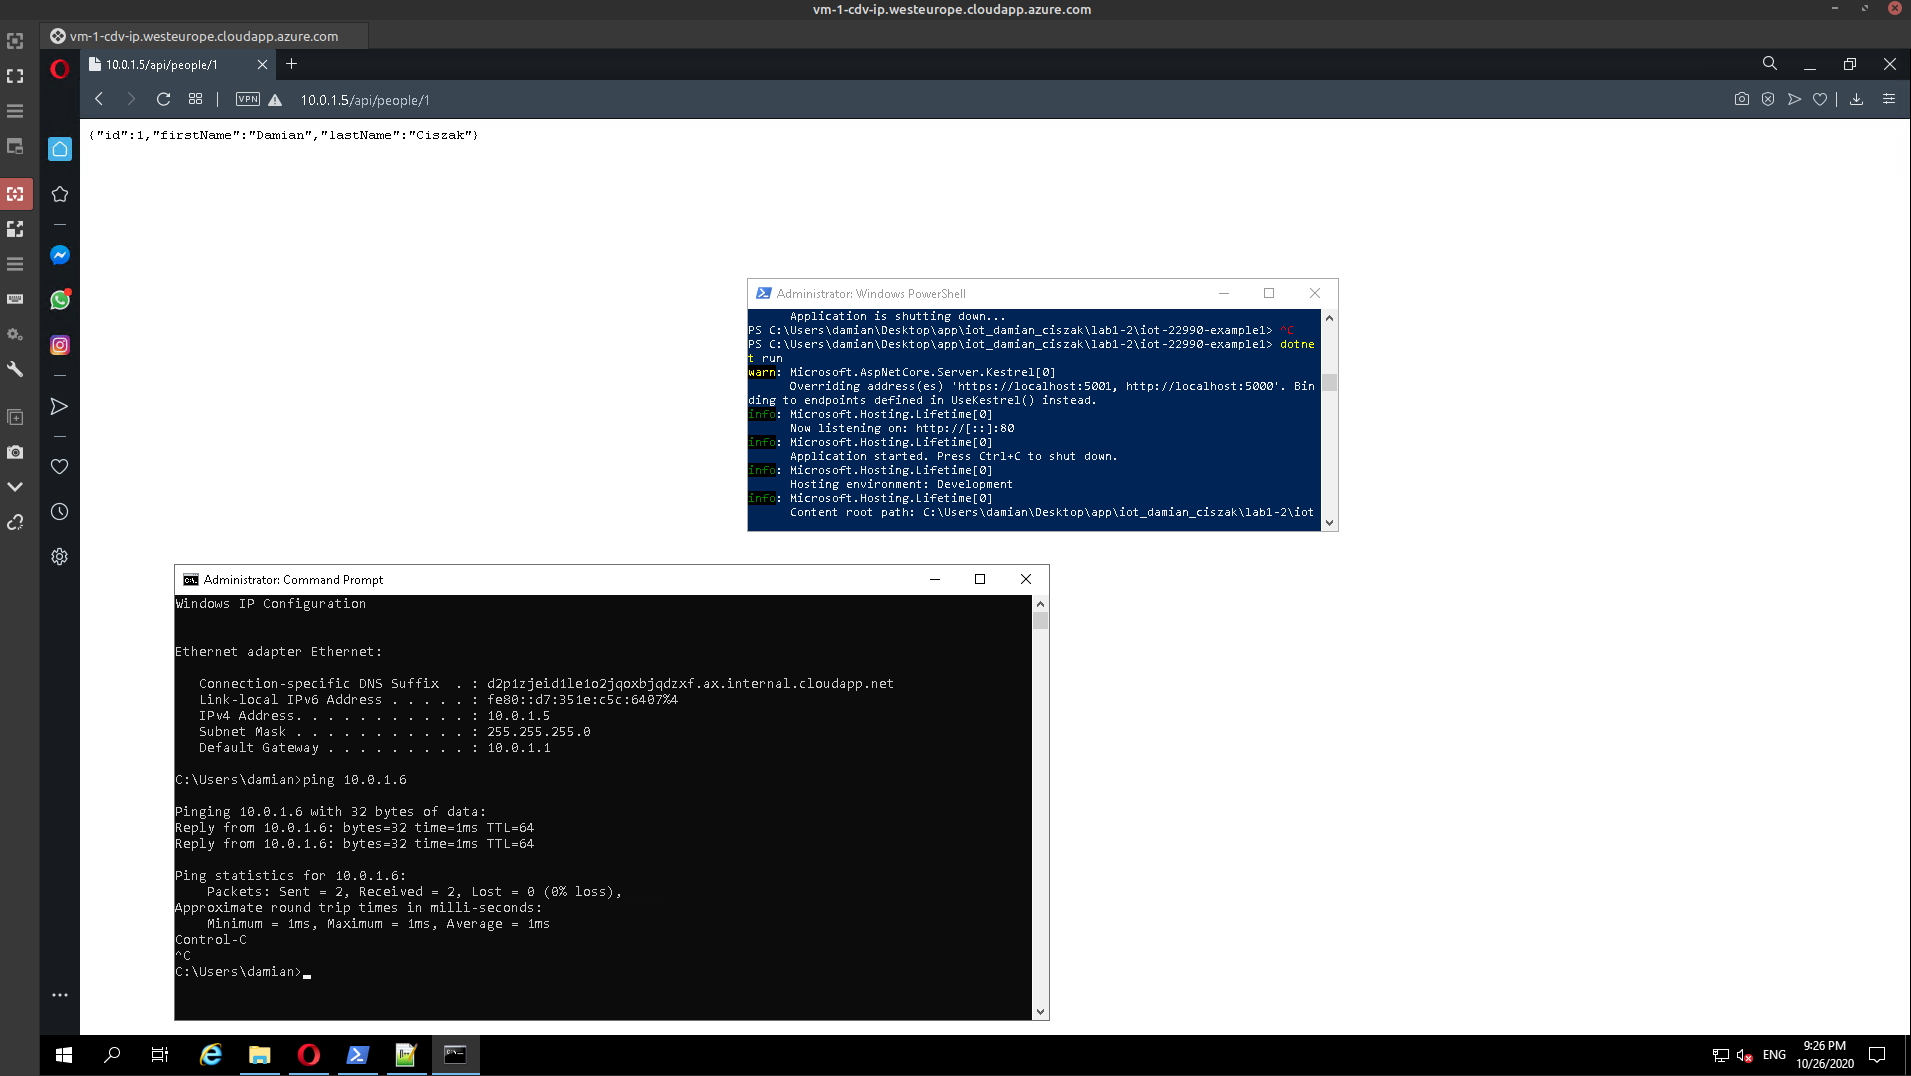 vm-1-cdv-ip.westeurope.cloudapp.azure.com
vm-1-cdv-ip.westeurope.cloudapp.azure.com
10.0.1.5/api/people/1
VPN
10.0.1.5/api/people/1
{"id":1,"firstName":"Damian","lastName":"Ciszak"}
Administrator: Windows PowerShell
Application is shutting down...
PS C:\Users\damian\Desktop\app\iot_damian_ciszak\lab1-2\iot-22990-example1> ^C
PS C:\Users\damian\Desktop\app\iot_damian_ciszak\lab1-2\iot-22990-example1> dotne
t run
warn: Microsoft.AspNetCore.Server.Kestrel[0]
Overriding address(es) 'https://localhost:5001, http://localhost:5000'. Bin
ding to endpoints defined in UseKestrel() instead.
info: Microsoft.Hosting.Lifetime[0]
Now listening on: http://[::]:80
info: Microsoft.Hosting.Lifetime[0]
Application started. Press Ctrl+C to shut down.
info: Microsoft.Hosting.Lifetime[0]
Hosting environment: Development
info: Microsoft.Hosting.Lifetime[0]
Content root path: C:\Users\damian\Desktop\app\iot_damian_ciszak\lab1-2\iot
Administrator: Command Prompt
Windows IP Configuration
Ethernet adapter Ethernet:
Connection-specific DNS Suffix  . : d2p1zjeid1le1o2jqoxbjqdzxf.ax.internal.cloudapp.net
Link-local IPv6 Address . . . . . : fe80::d7:351e:c5c:6407%4
IPv4 Address. . . . . . . . . . . : 10.0.1.5
Subnet Mask . . . . . . . . . . . : 255.255.255.0
Default Gateway . . . . . . . . . : 10.0.1.1
C:\Users\damian>ping 10.0.1.6
Pinging 10.0.1.6 with 32 bytes of data:
Reply from 10.0.1.6: bytes=32 time=1ms TTL=64
Reply from 10.0.1.6: bytes=32 time=1ms TTL=64
Ping statistics for 10.0.1.6:
Packets: Sent = 2, Received = 2, Lost = 0 (0% loss),
Approximate round trip times in milli-seconds:
Minimum = 1ms, Maximum = 1ms, Average = 1ms
Control-C
^C
C:\Users\damian>
ENG
9:26 PM
10/26/2020